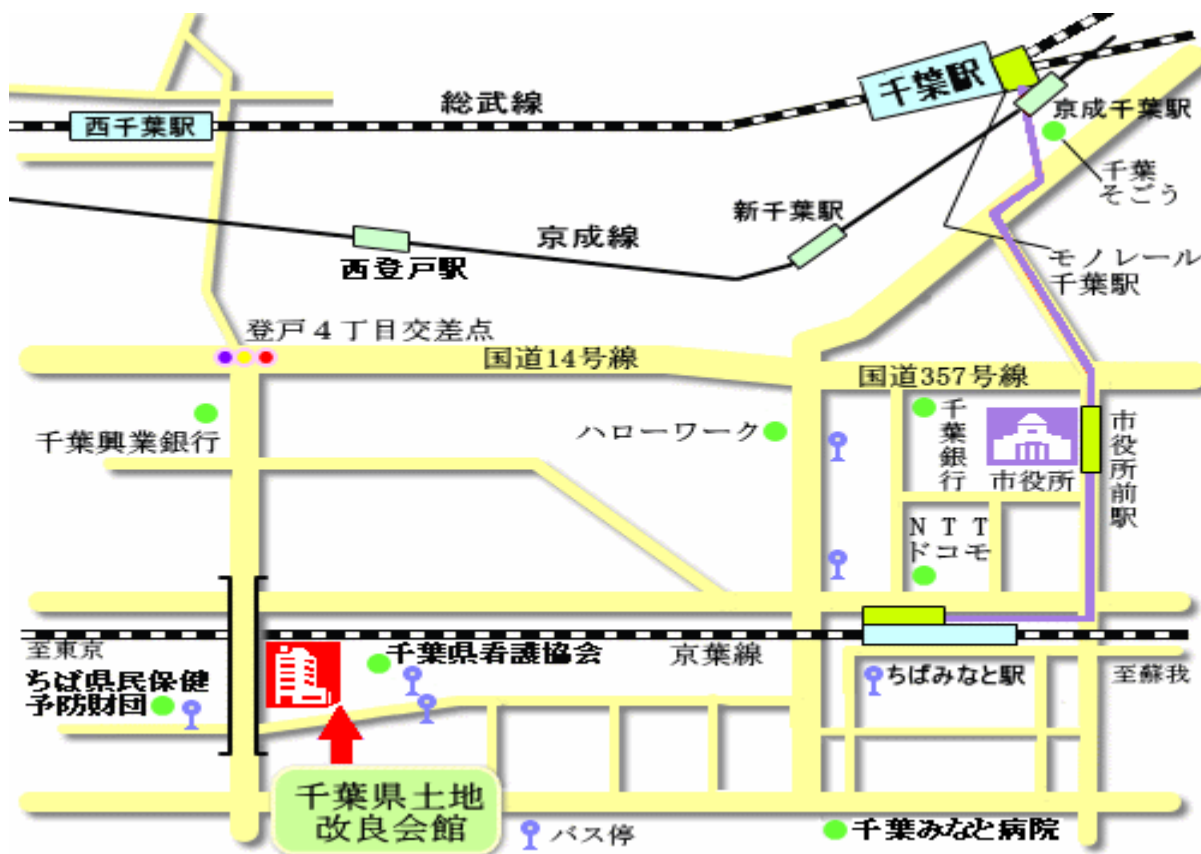 千葉駅
総武線
京成千葉駅
西千葉駅
千葉
そごう
新千葉駅
京成線
西登戸駅
モノレール
千葉駅
登戸4丁目交差点
国道14号線
国道357号線
千葉興業銀行
ハローワーク
千葉銀行
市役所
市役所前駅
NTT
ドコモ
至東京
千葉県看護協会
京葉線
ちばみなと駅
至蘇我
ちば県民保健
予防財団
千葉県土地
改良会館
バス停
千葉みなと病院